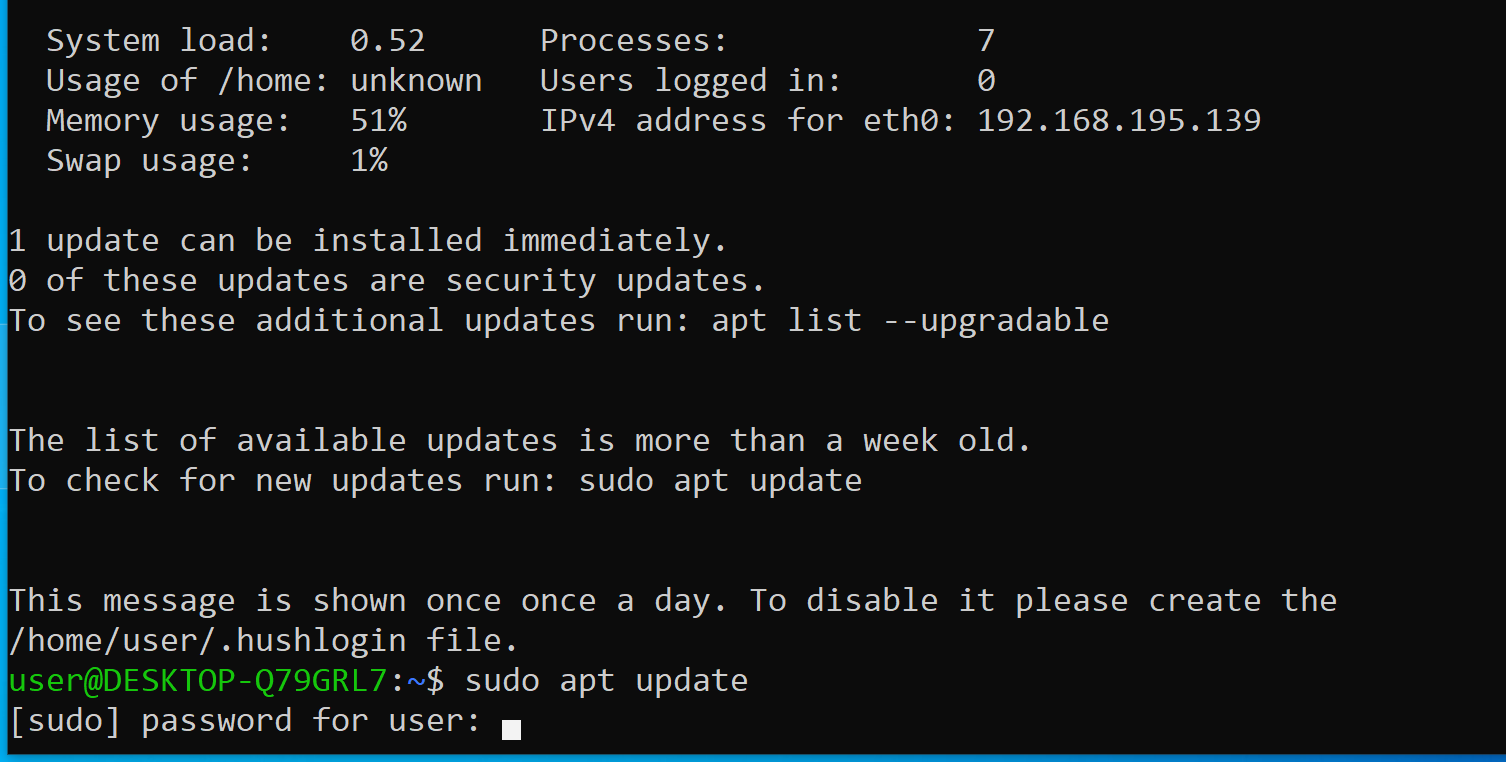 System load:    0.52      Processes:             7
Usage of /home: unknown   Users logged in:       0
Memory usage:   51%       IPv4 address for eth0: 192.168.195.139
Swap usage:     1%
1 update can be installed immediately.
0 of these updates are security updates.
To see these additional updates run: apt list --upgradable
The list of available updates is more than a week old.
To check for new updates run: sudo apt update
This message is shown once once a day. To disable it please create the
/home/user/.hushlogin file.
user@DESKTOP-Q79GRL7:~$ sudo apt update
[sudo] password for user: